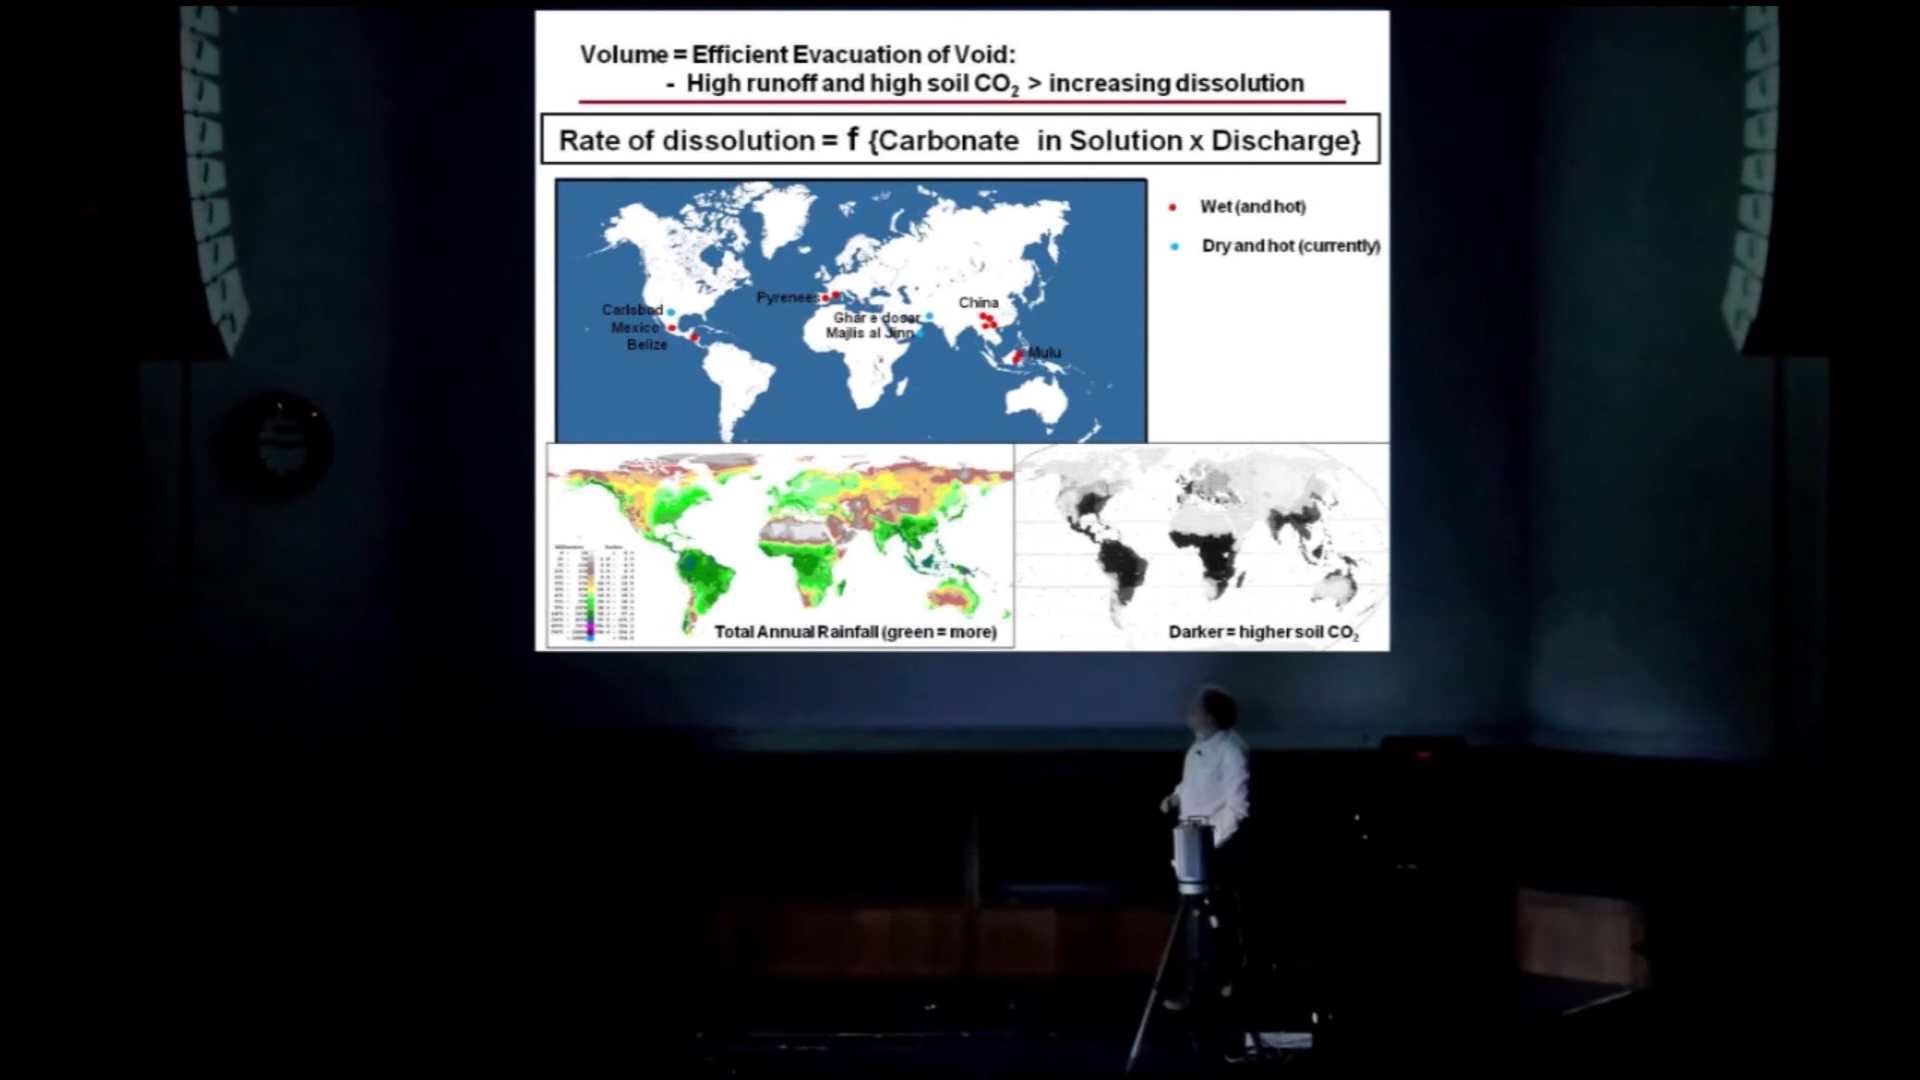 Volume = Efficient Evacuation of Void:
- High runoff and high soil CO₂ > increasing dissolution
Rate of dissolution = f {Carbonate in Solution x Discharge}
Wet (and hot)
Dry and hot (currently)
Pyrenees
China
Carlsbad
Ghar e dosar
Mexico
Majlis al Jinn
Belize
Mulu
Total Annual Rainfall (green = more)
Darker = higher soil CO₂